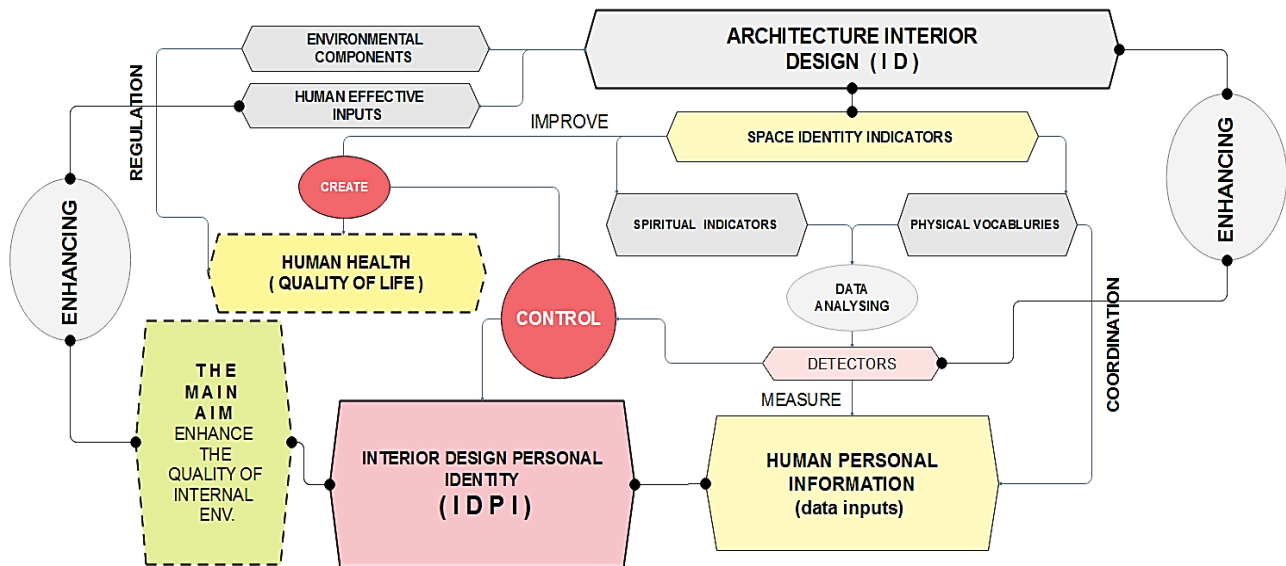 ENVIRONMENTAL
COMPONENTS
ARCHITECTURE INTERIOR
DESIGN ( I D )
HUMAN EFFECTIVE
INPUTS
REGULATION
IMPROVE
SPACE IDENTITY INDICATORS
ENHANCING
ENHANCING
CREATE
SPIRITUAL INDICATORS
PHYSICAL VOCABLURIES
HUMAN HEALTH
( QUALITY OF LIFE )
CONTROL
DATA
ANALYSING
COORDINATION
DETECTORS
MEASURE
T H E
M A I N
A I M
ENHANCE
THE
QUALITY OF
INTERNAL
ENV.
INTERIOR DESIGN PERSONAL
IDENTITY
( I D P I )
HUMAN PERSONAL
INFORMATION
(data inputs)